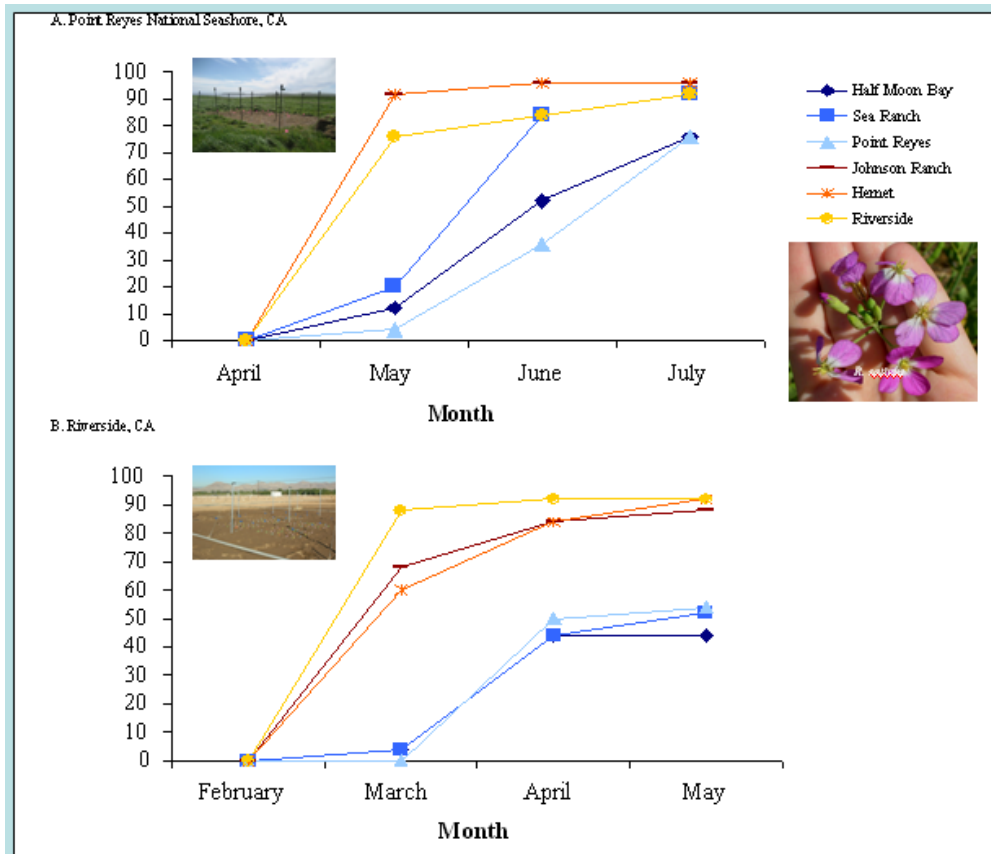 A. Point Reyes National Seashore, CA
100
90
80
70
60
50
40
30
20
10
0
April May June July
Month
Half Moon Bay
Sea Ranch
Point Reyes
Johnson Ranch
Hemet
Riverside
R.
B. Riverside, CA
100
90
80
70
60
50
40
30
20
10
0
February March April May
Month